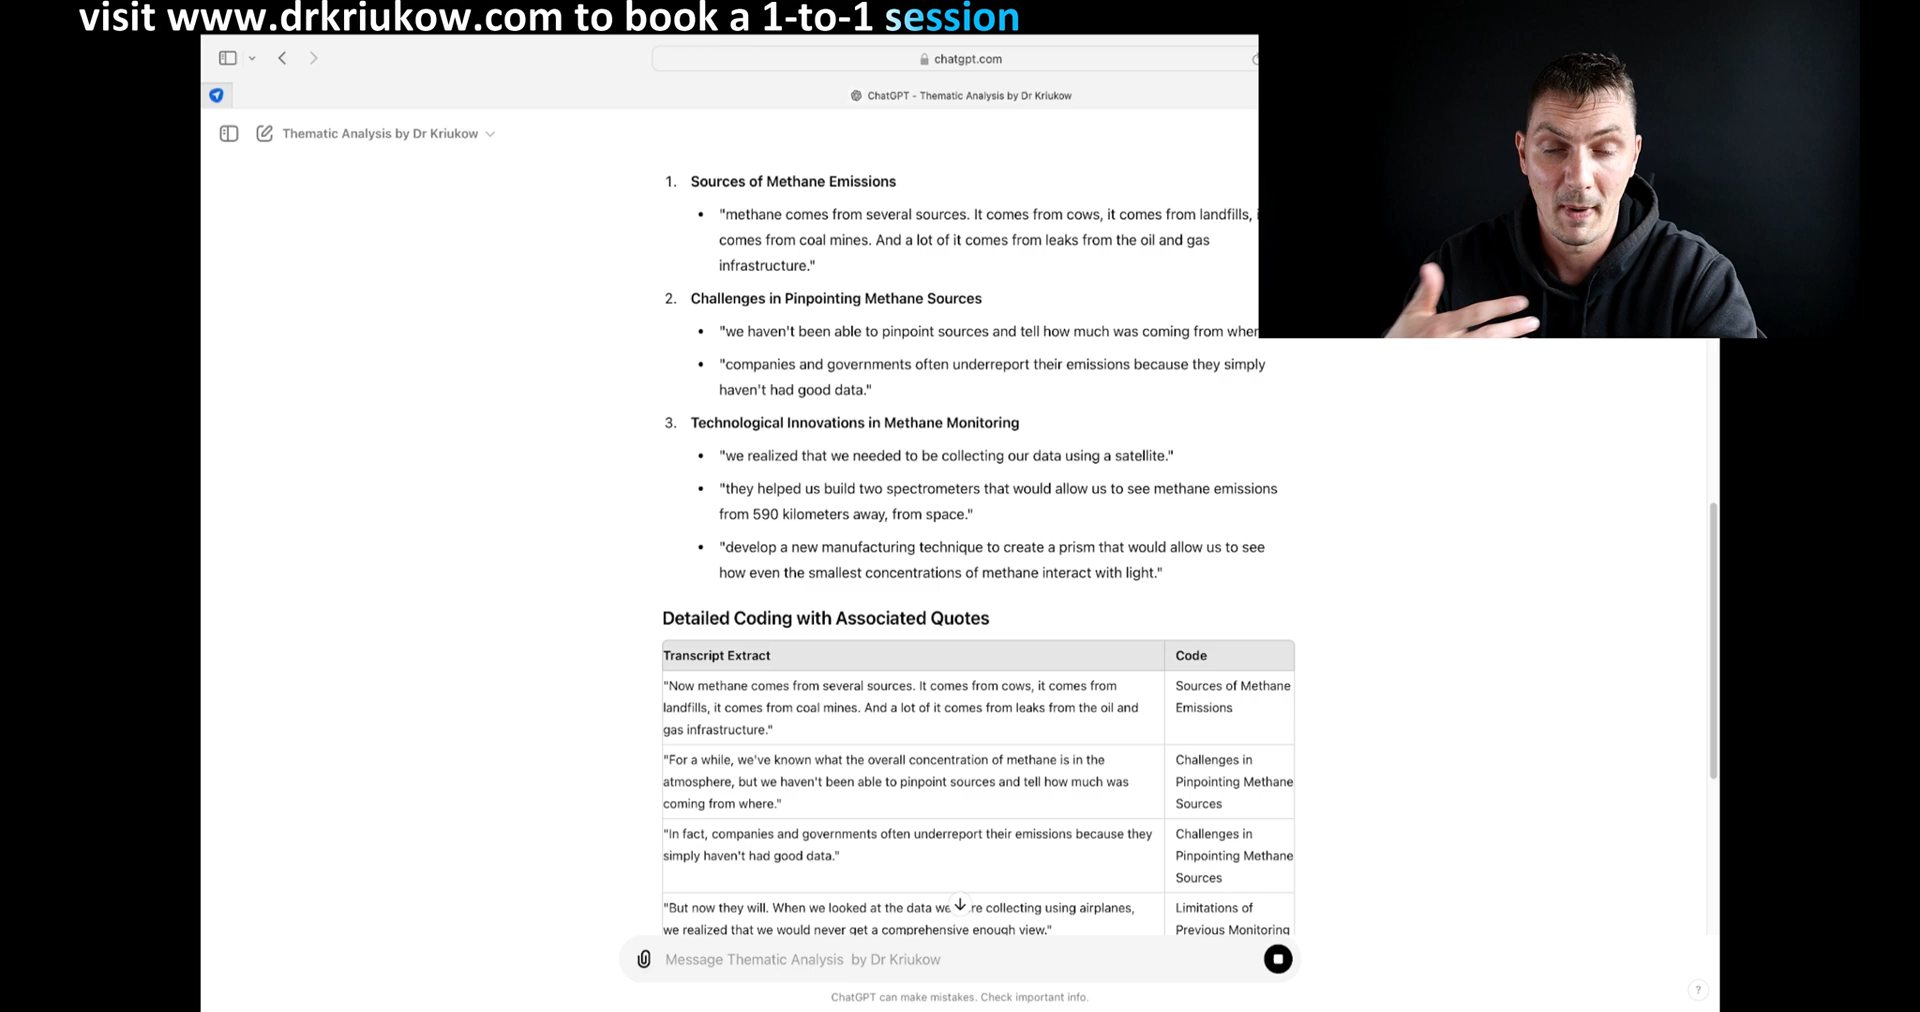 visit www.drkriukow.com to book a 1-to-1 session
chatgpt.com
ChatGPT - Thematic Analysis by Dr Kriukow
Thematic Analysis by Dr Kriukow
1. Sources of Methane Emissions
• "methane comes from several sources. It comes from cows, it comes from landfills,
comes from coal mines. And a lot of it comes from leaks from the oil and gas
infrastructure."
2. Challenges in Pinpointing Methane Sources
• "we haven't been able to pinpoint sources and tell how much was coming from
• "companies and governments often underreport their emissions because they simply
haven't had good data."
3. Technological Innovations in Methane Monitoring
• "we realized that we needed to be collecting our data using a satellite."
• "they helped us build two spectrometers that would allow us to see methane emissions
from 590 kilometers away, from space."
• "develop a new manufacturing technique to create a prism that would allow us to see
how even the smallest concentrations of methane interact with light."
Detailed Coding with Associated Quotes
Transcript Extract
Code
"Now methane comes from several sources. It comes from cows, it comes from
landfills, it comes from coal mines. And a lot of it comes from leaks from the oil and
gas infrastructure."
Sources of Methane
Emissions
"For a while, we've known what the overall concentration of methane is in the
atmosphere, but we haven't been able to pinpoint sources and tell how much was
coming from where."
Challenges in
Pinpointing Methane
Sources
"In fact, companies and governments often underreport their emissions because they
simply haven't had good data."
Challenges in
Pinpointing Methane
Sources
"But now they will. When we looked at the data collecting using airplanes,
we realized that we would never get a comprehensive enough view."
Limitations of
Previous Monitoring
Message Thematic Analysis by Dr Kriukow
ChatGPT can make mistakes. Check important info.
?